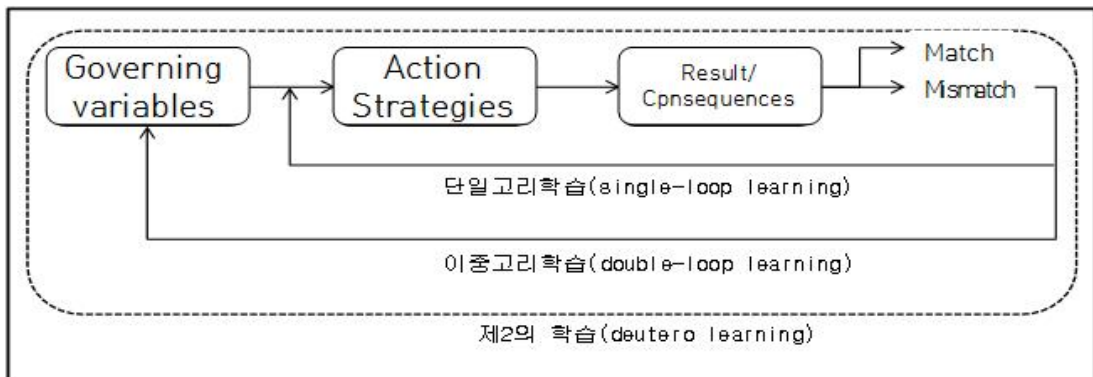 Governing
variables
Action
Strategies
Result/
Cpnsequences
Match
Mismatch
단일고리학습(single-loop learning)
이중고리학습(double-loop learning)
제2의 학습(deutero learning)